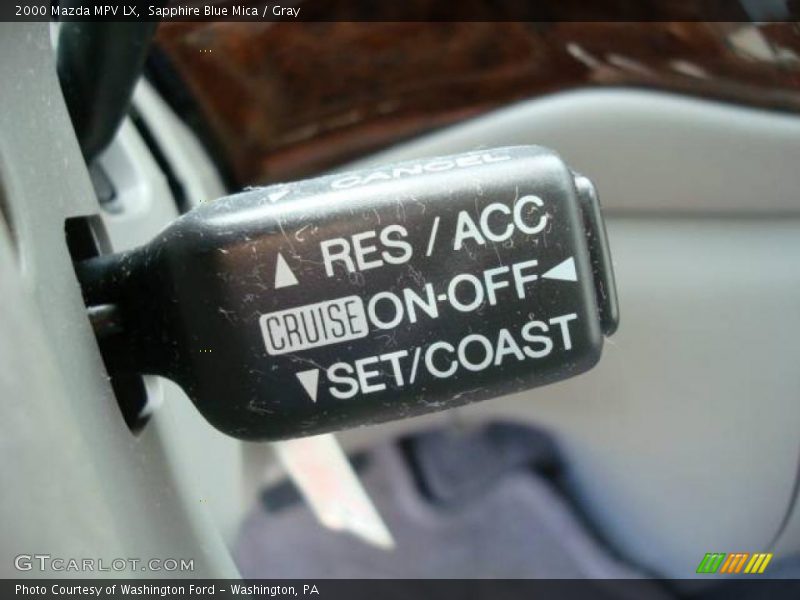 2000 Mazda MPV LX, Sapphire Blue Mica / Gray
CANCEL
RES / ACC
CRUISE ON-OFF
SET/COAST
GTCARLOT.COM
Photo Courtesy of Washington Ford - Washington, PA